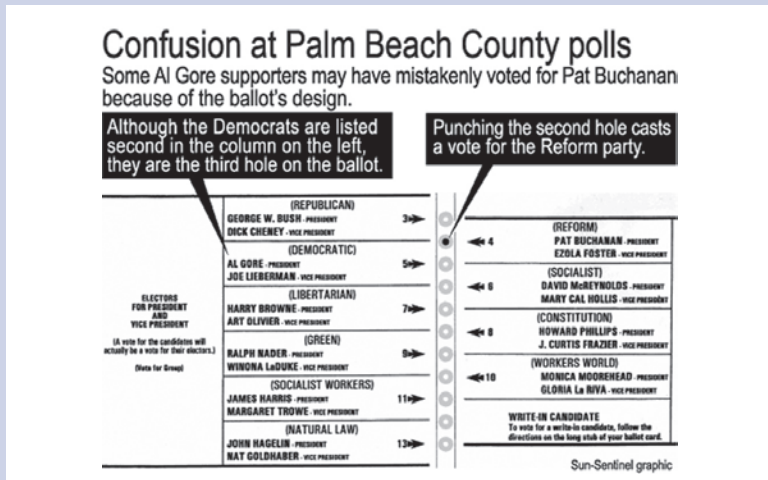 Confusion at Palm Beach County polls
Some Al Gore supporters may have mistakenly voted for Pat Buchanan
because of the ballot's design.
Although the Democrats are listed
second in the column on the left,
they are the third hole on the ballot.
Punching the second hole casts
a vote for the Reform party.
ELECTORS
FOR PRESIDENT
AND
VICE PRESIDENT
(A vote for the candidates will
actually be a vote for their electors.)
(Vote for Group)
(REPUBLICAN)
GEORGE W. BUSH - PRESIDENT
DICK CHENEY - VICE PRESIDENT
3
(DEMOCRATIC)
AL GORE - PRESIDENT
JOE LIEBERMAN - VICE PRESIDENT
5
(LIBERTARIAN)
HARRY BROWNE - PRESIDENT
ART OLIVIER - VICE PRESIDENT
7
(GREEN)
RALPH NADER - PRESIDENT
WINONA LaDUKE - VICE PRESIDENT
9
(SOCIALIST WORKERS)
JAMES HARRIS - PRESIDENT
MARGARET TROWE - VICE PRESIDENT
11
(NATURAL LAW)
JOHN HAGELIN - PRESIDENT
NAT GOLDHABER - VICE PRESIDENT
13
(REFORM)
4 PAT BUCHANAN - PRESIDENT
EZOLA FOSTER - VICE PRESIDENT
(SOCIALIST)
6 DAVID McREYNOLDS - PRESIDENT
MARY CAL HOLLIS - VICE PRESIDENT
(CONSTITUTION)
8 HOWARD PHILLIPS - PRESIDENT
J. CURTIS FRAZIER - VICE PRESIDENT
(WORKERS WORLD)
10 MONICA MOOREHEAD - PRESIDENT
GLORIA La RIVA - VICE PRESIDENT
WRITE-IN CANDIDATE
To vote for a write-in candidate, follow the
directions on the long stub of your ballot card.
Sun-Sentinel graphic